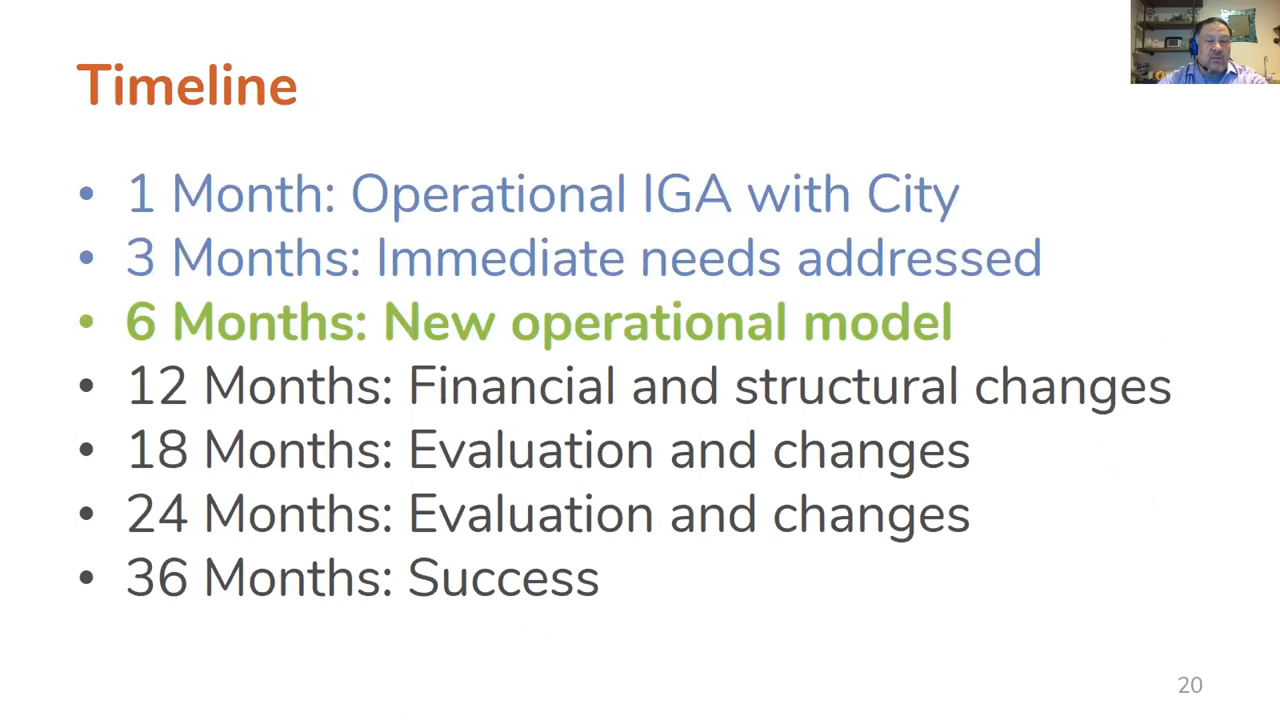 Timeline
• 1 Month: Operational IGA with City
• 3 Months: Immediate needs addressed
• 6 Months: New operational model
• 12 Months: Financial and structural changes
• 18 Months: Evaluation and changes
• 24 Months: Evaluation and changes
• 36 Months: Success
20